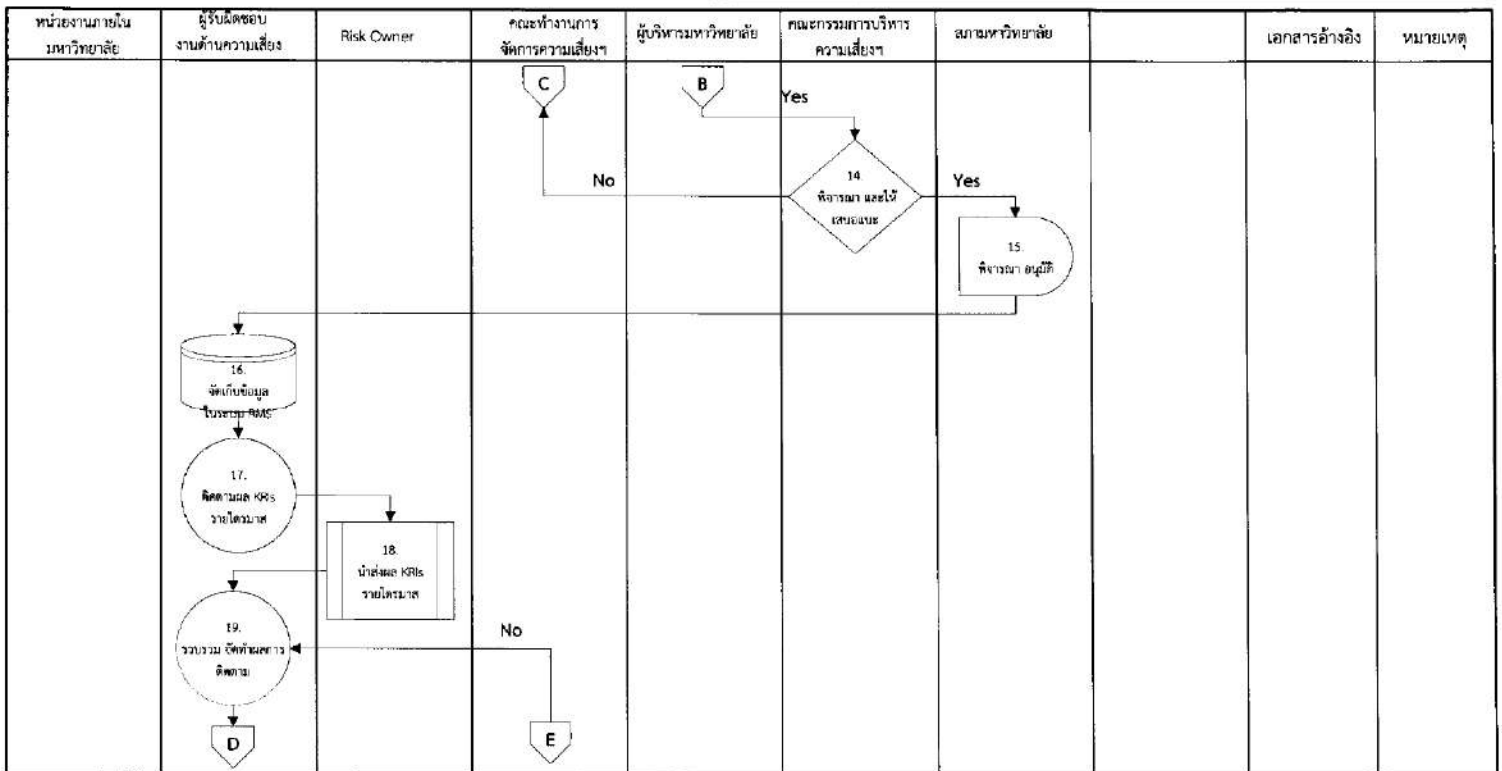 หน่วยงานภายใน
มหาวิทยาลัย
ผู้รับผิดชอบ
งานด้านความเสี่ยง
Risk Owner
คณะทำงานการ
จัดการความเสี่ยงฯ
ผู้บริหารมหาวิทยาลัย
คณะกรรมการบริหาร
ความเสี่ยงฯ
สภามหาวิทยาลัย
เอกสารอ้างอิง
หมายเหตุ
C
B
Yes
No
14
พิจารณา และให้
เสนอแนะ
Yes
15.
พิจารณา อนุมัติ
16.
จัดเก็บข้อมูล
ในระบบ RMS
17.
ติดตามผล KRIs
รายไตรมาส
18.
นำส่งผล KRIs
รายไตรมาส
19.
รวบรวม จัดทำผลการ
ติดตาม
No
D
E